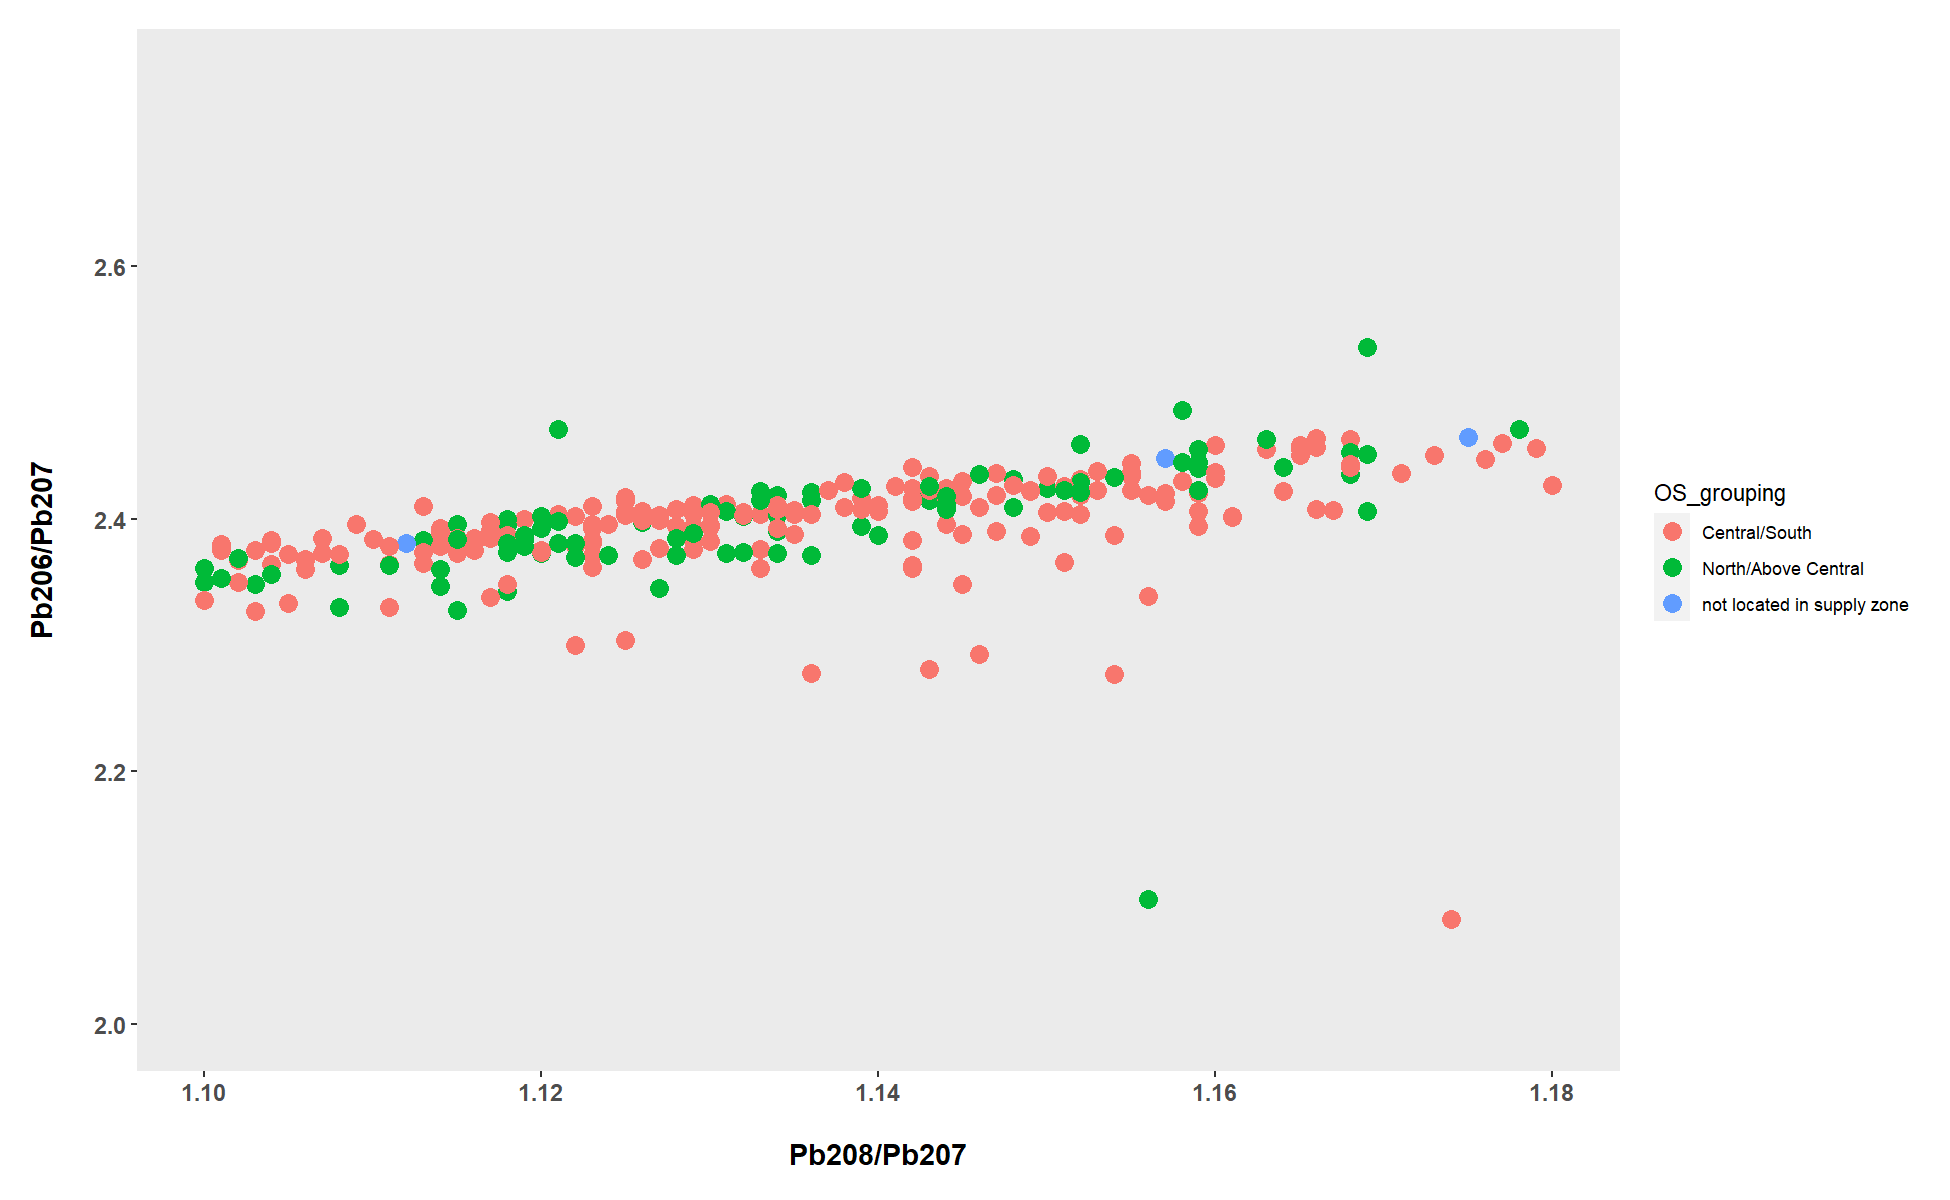 2.6
2.4
2.2
2.0
Pb206/Pb207
1.10
1.12
1.14
1.16
1.18
Pb208/Pb207
OS_grouping
Central/South
North/Above Central
not located in supply zone